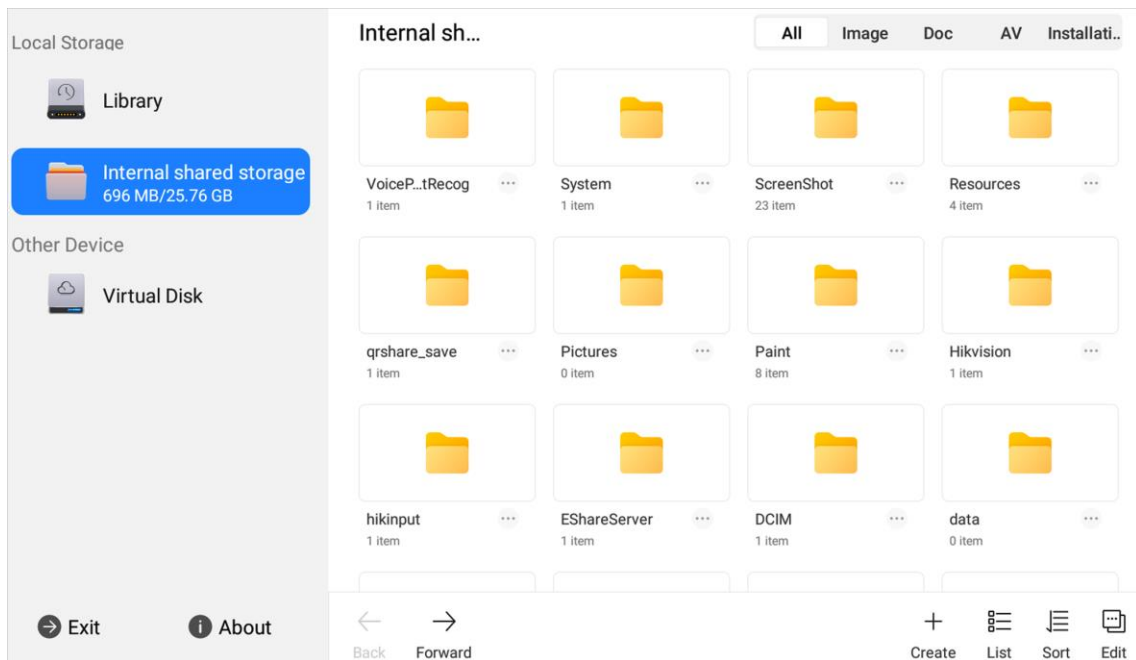 Local Storage
Library
Internal shared storage
696 MB/25.76 GB
Other Device
Virtual Disk
Exit
About
Internal sh...
All Image Doc AV Installati..
VoiceP...tRecog System ScreenShot Resources
1 item 1 item 23 item 4 item
qrshare_save Pictures Paint Hikvision
1 item 0 item 8 item 1 item
hikinput EShareServer DCIM data
1 item 1 item 1 item 0 item
Back Forward Create List Sort Edit